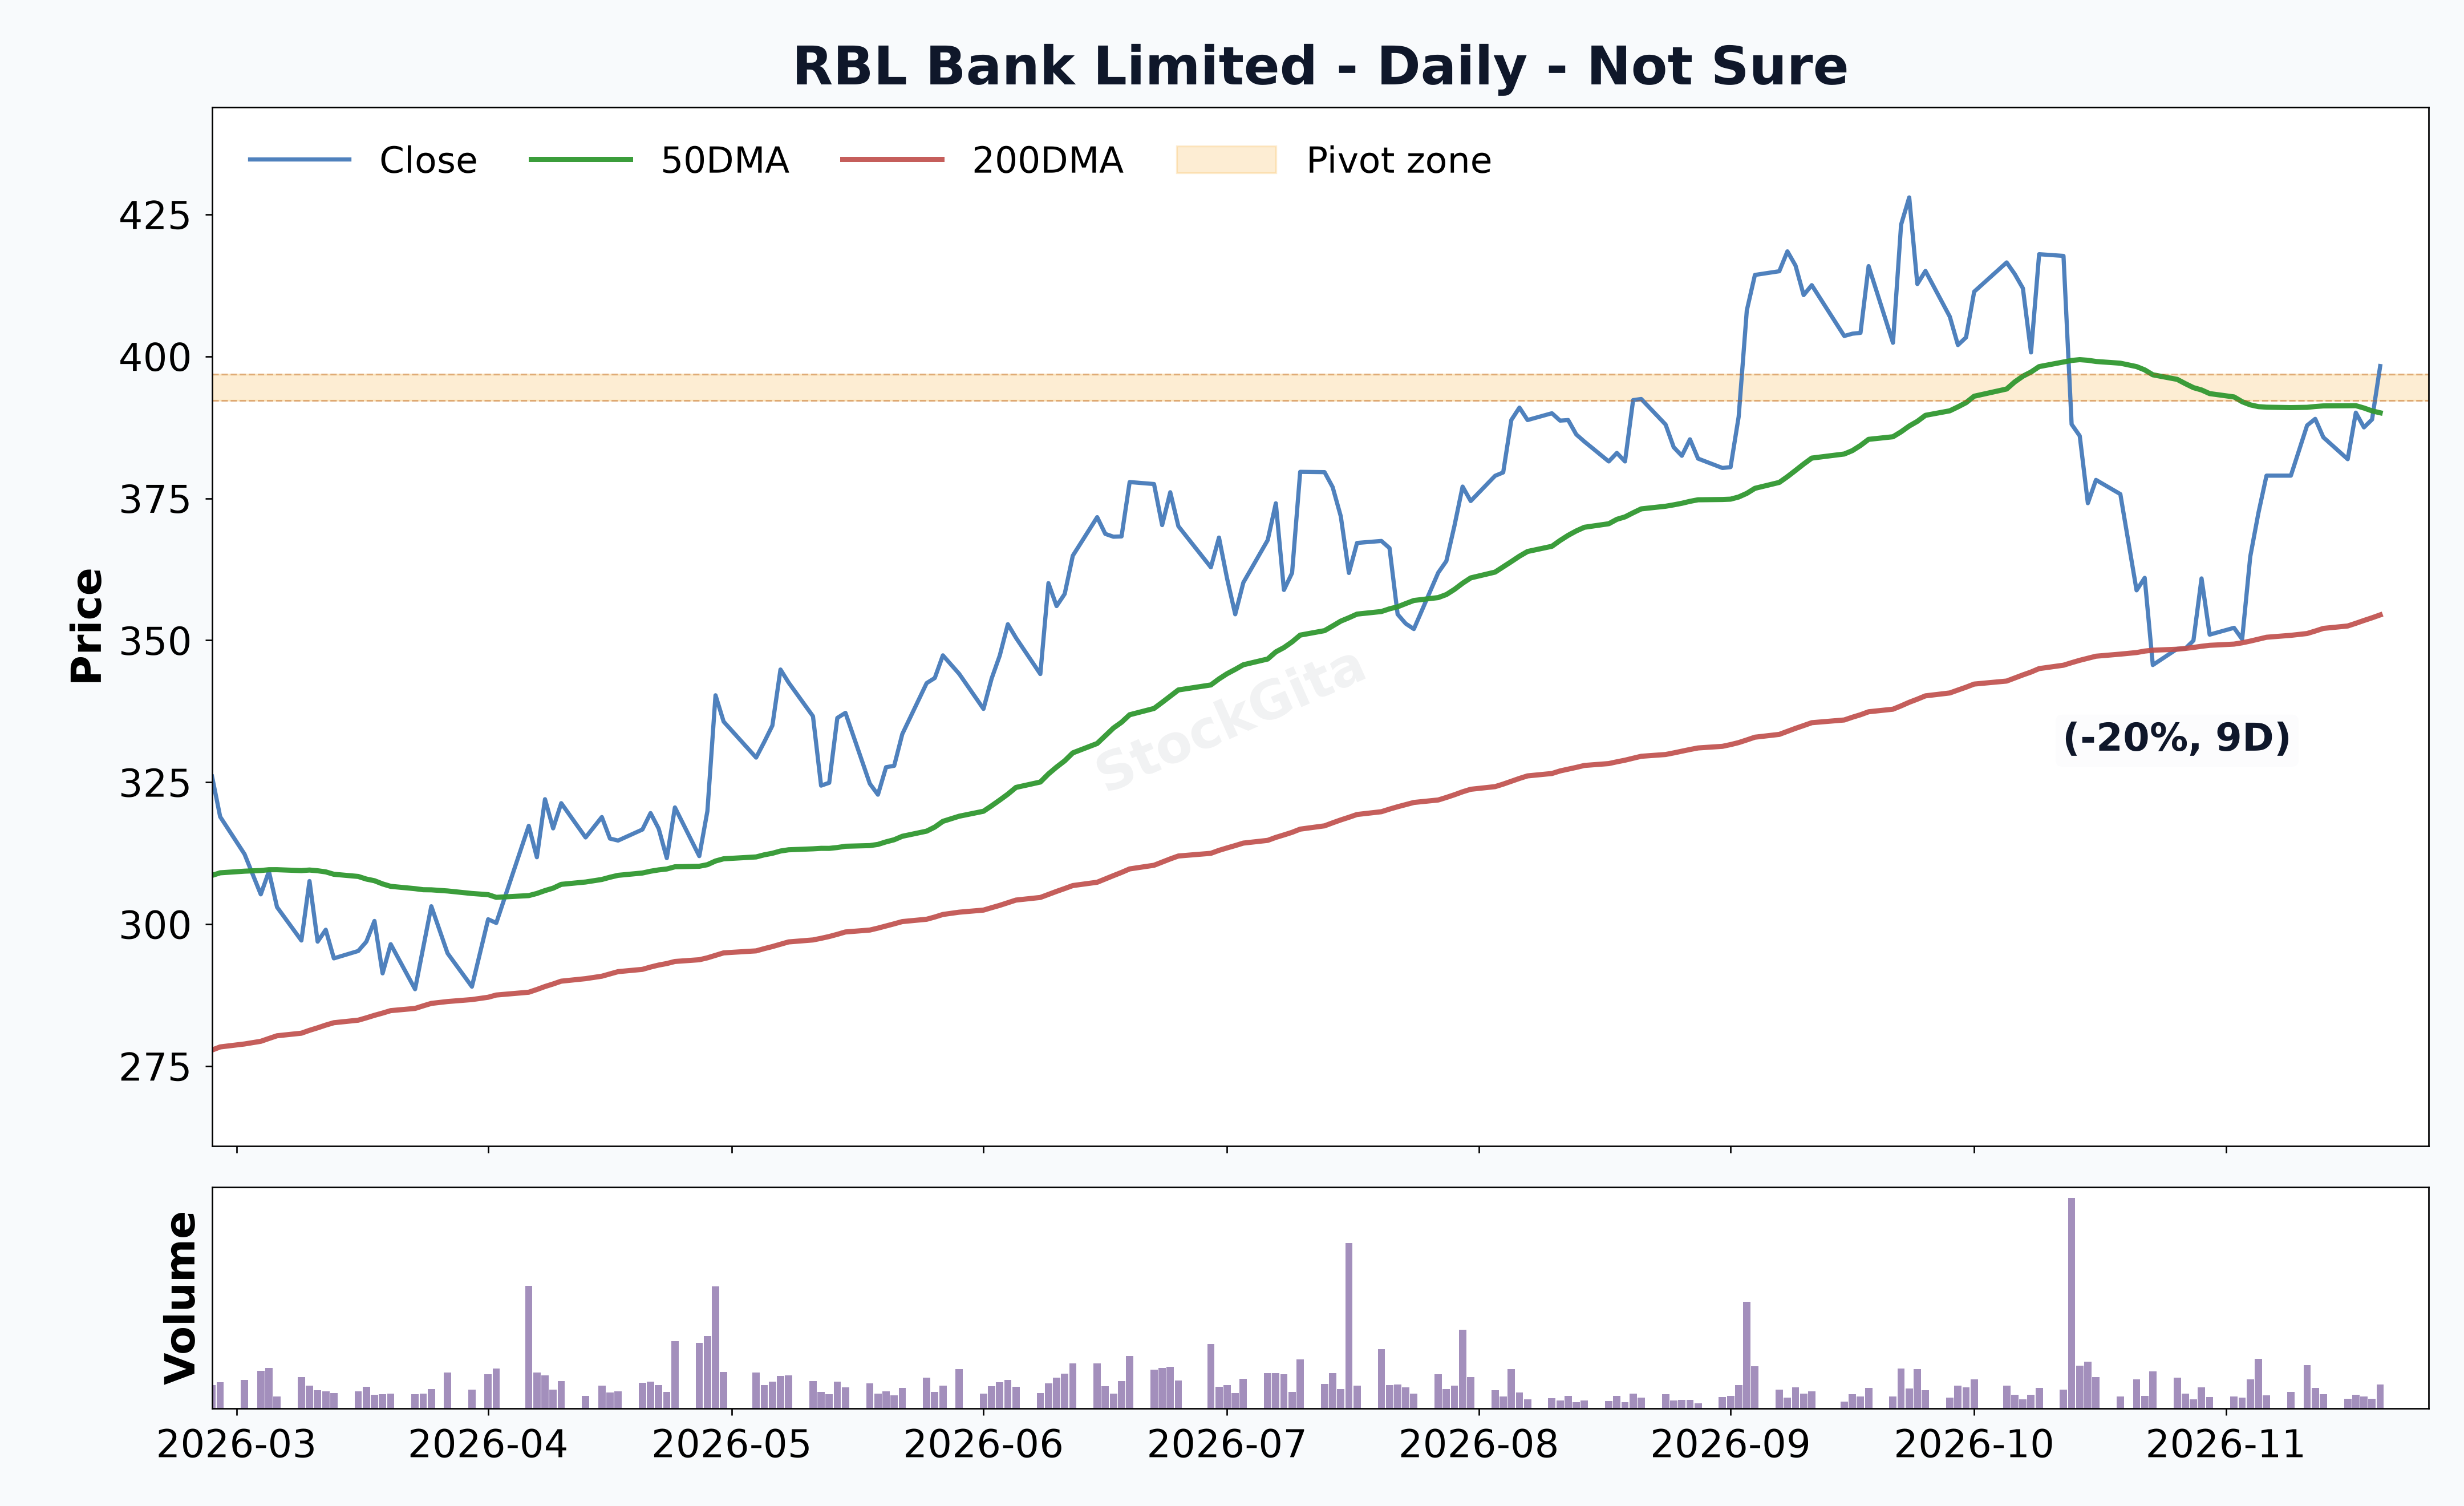 RBL Bank Limited - Daily - Not Sure
Close 50DMA 200DMA Pivot zone
425
400
375
350
325
300
275
Price
StockGita
(-20%, 9D)
Volume
2026-03 2026-04 2026-05 2026-06 2026-07 2026-08 2026-09 2026-10 2026-11